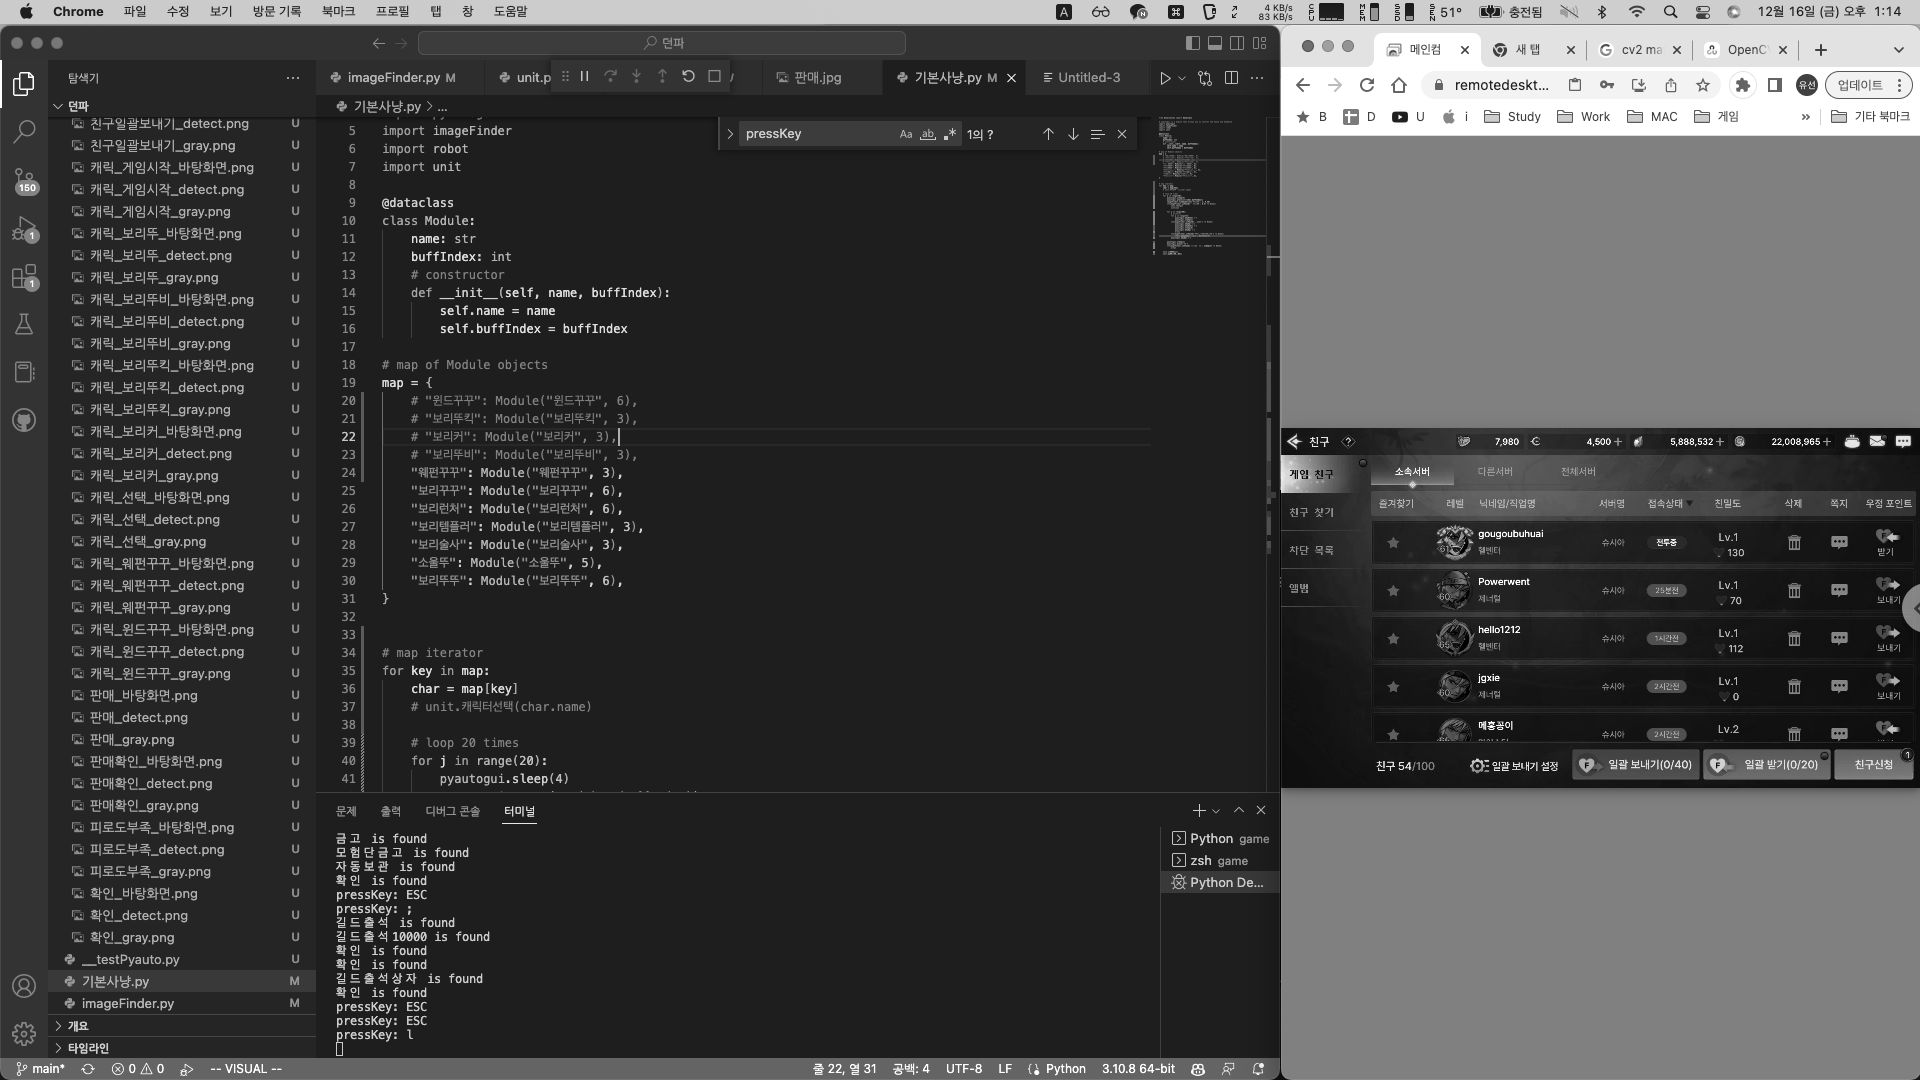 Chrome 파일 수정 보기 방문 기록 북마크 프로필 탭 창 도움말
4 KB/s
83 KB/s
51° 충전됨 12월 16일 (금) 오후 1:14
던파
탐색기
던파
친구일괄보내기_detect.png U
친구일괄보내기_gray.png U
캐릭_게임시작_바탕화면.png U
캐릭_게임시작_detect.png U
캐릭_게임시작_gray.png U
캐릭_보리뚜_바탕화면.png U
캐릭_보리뚜_detect.png U
캐릭_보리뚜_gray.png U
캐릭_보리뚜비_바탕화면.png U
캐릭_보리뚜비_detect.png U
캐릭_보리뚜비_gray.png U
캐릭_보리뚜킥_바탕화면.png U
캐릭_보리뚜킥_detect.png U
캐릭_보리뚜킥_gray.png U
캐릭_보리커_바탕화면.png U
캐릭_보리커_detect.png U
캐릭_보리커_gray.png U
캐릭_선택_바탕화면.png U
캐릭_선택_detect.png U
캐릭_선택_gray.png U
캐릭_웨펀꾸꾸_바탕화면.png U
캐릭_웨펀꾸꾸_detect.png U
캐릭_웨펀꾸꾸_gray.png U
캐릭_윈드꾸꾸_바탕화면.png U
캐릭_윈드꾸꾸_detect.png U
캐릭_윈드꾸꾸_gray.png U
판매_바탕화면.png U
판매_detect.png U
판매_gray.png U
판매확인_바탕화면.png U
판매확인_detect.png U
판매확인_gray.png U
피로도부족_바탕화면.png U
피로도부족_detect.png U
피로도부족_gray.png U
확인_바탕화면.png U
확인_detect.png U
확인_gray.png U
__testPyauto.py U
기본사냥.py M
imageFinder.py M
개요
타임라인
150
1
1
imageFinder.py M unit.p 판매.jpg 기본사냥.py M Untitled-3
기본사냥.py > ...
pressKey Aa ab 1의 ?
5 import imageFinder
6 import robot
7 import unit
8
9 @dataclass
10 class Module:
11 name: str
12 buffIndex: int
13 # constructor
14 def __init__(self, name, buffIndex):
15 self.name = name
16 self.buffIndex = buffIndex
17
18 # map of Module objects
19 map = {
20 # "윈드꾸꾸": Module("윈드꾸꾸", 6),
21 # "보리뚜킥": Module("보리뚜킥", 3),
22 # "보리커": Module("보리커", 3),
23 # "보리뚜비": Module("보리뚜비", 3),
24 "웨펀꾸꾸": Module("웨펀꾸꾸", 3),
25 "보리꾸꾸": Module("보리꾸꾸", 6),
26 "보리런처": Module("보리런처", 6),
27 "보리템플러": Module("보리템플러", 3),
28 "보리술사": Module("보리술사", 3),
29 "소울뚜": Module("소울뚜", 5),
30 "보리뚜뚜": Module("보리뚜뚜", 6),
31 }
32
33
34 # map iterator
35 for key in map:
36 char = map[key]
37 # unit.캐릭터선택(char.name)
38
39 # loop 20 times
40 for j in range(20):
41 pyautogui.sleep(4)
문제 출력 디버그 콘솔 터미널
금고 is found
모험단금고 is found
자동보관 is found
확인 is found
pressKey: ESC
pressKey: ;
길드출석 is found
길드출석10000 is found
확인 is found
확인 is found
길드출석상자 is found
확인 is found
pressKey: ESC
pressKey: ESC
pressKey: l
Python game
zsh game
Python De...
main* 0 0 -- VISUAL -- 줄 22, 열 31 공백: 4 UTF-8 LF Python 3.10.8 64-bit
메인컴 새 탭 cv2 ma OpenC
remotedeskt... 유선 업데이트
B D U i Study Work MAC 게임 » 기타 북마크
친구 ? 7,980 4,500 + 5,888,532 + 22,008,965 +
게임 친구 소속서버 다른서버 전체서버
친구 찾기
차단 목록
앨범
즐겨찾기 레벨 닉네임/직업명 서버명 접속상태 친밀도 삭제 쪽지 우정 포인트
61 gougoubuhuai 헬벤터 슈시아 전투중 Lv.1 130 받기
60 Powerwent 제너럴 슈시아 25분전 Lv.1 70 보내기
65 hello1212 헬벤터 슈시아 1시간전 Lv.1 112 보내기
60 jgxie 제너럴 슈시아 2시간전 Lv.1 0 보내기
메홍꽁이 슈시아 2시간전 Lv.2
친구 54/100 일괄 보내기 설정 일괄 보내기(0/40) 일괄 받기(0/20) 친구신청 1